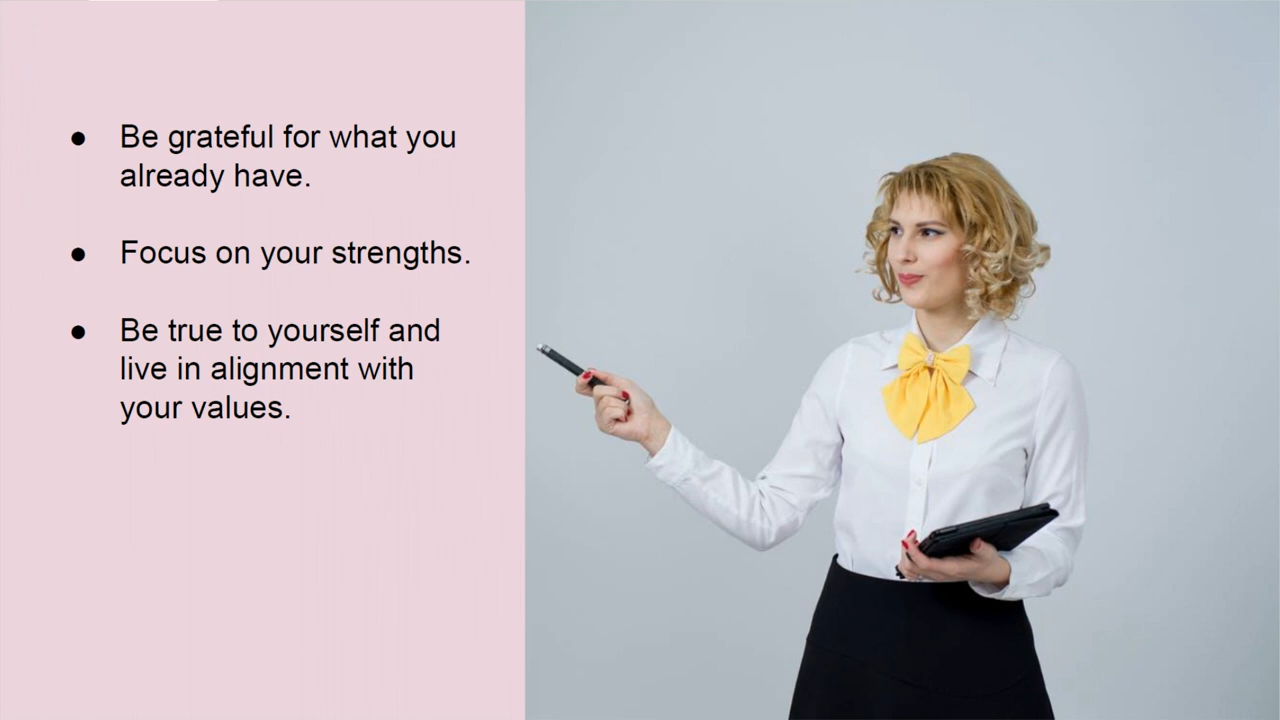 ● Be grateful for what you
already have.
● Focus on your strengths.
● Be true to yourself and
live in alignment with
your values.